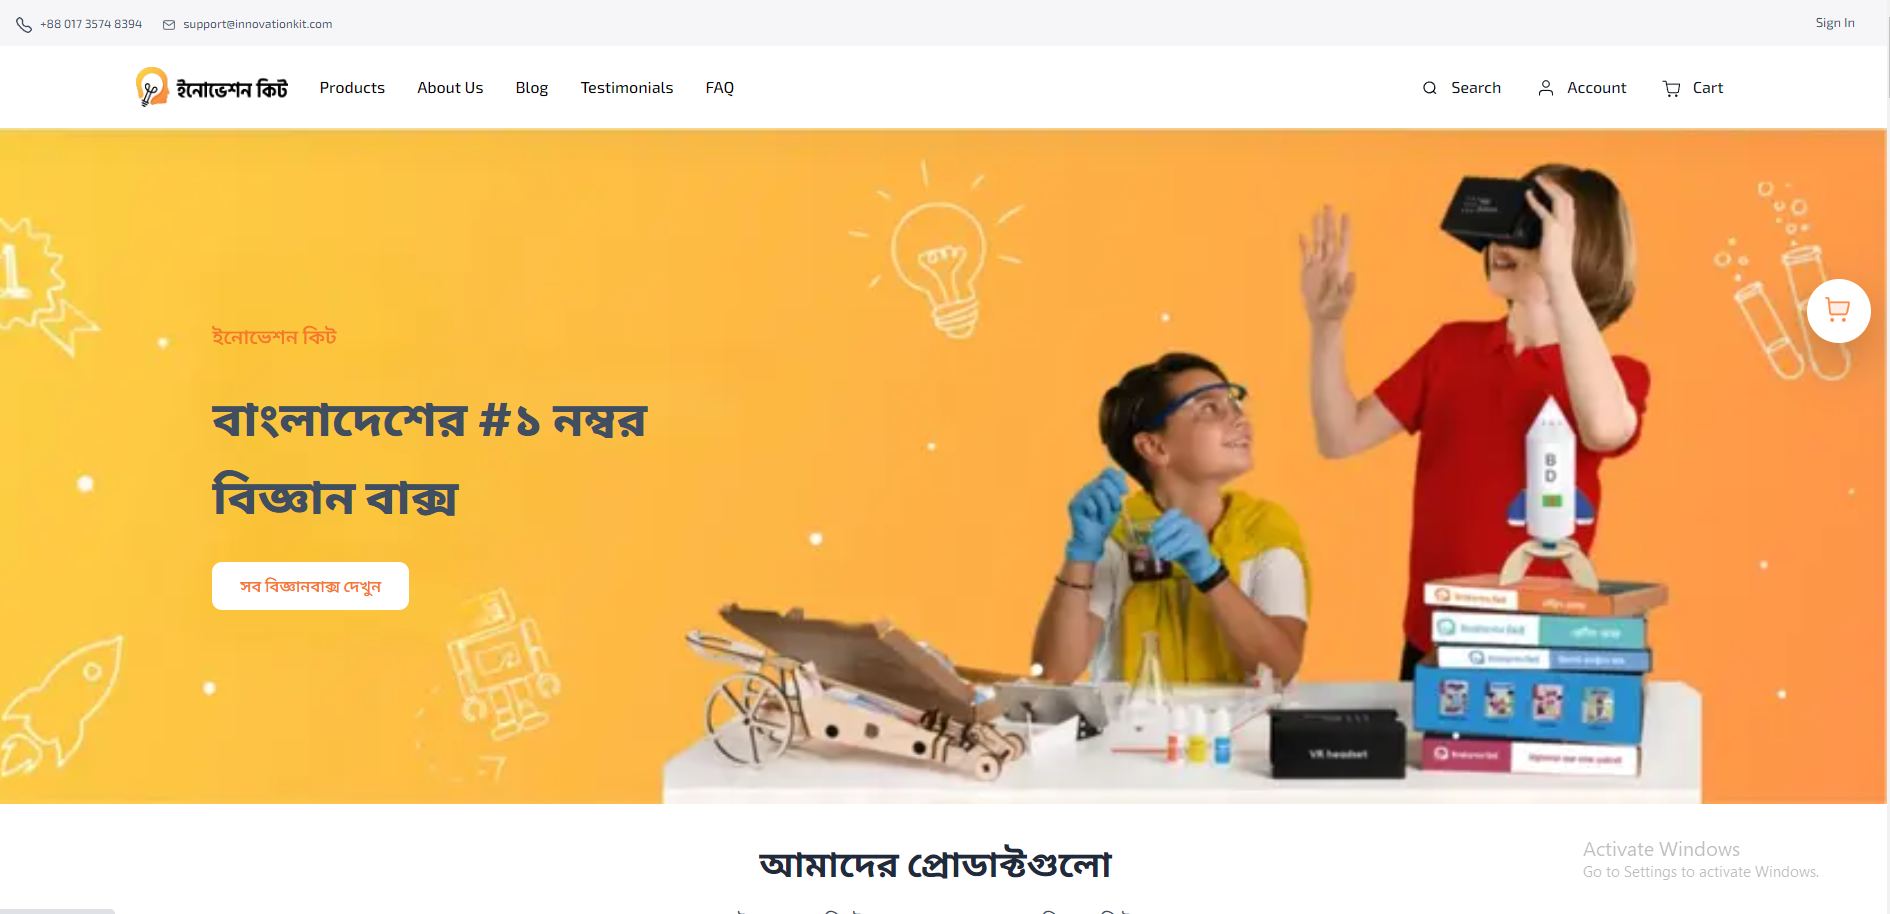 +88 017 3574 8394 support@innovationkit.com Sign In
ইনোভেশন কিট Products About Us Blog Testimonials FAQ Search Account Cart
1
ইনোভেশন কিট
বাংলাদেশের #১ নম্বর
বিজ্ঞান বাক্স
সব বিজ্ঞানবাক্স দেখুন
B
D
VR headset
আমাদের প্রোডাক্টগুলো
Activate Windows
Go to Settings to activate Windows.